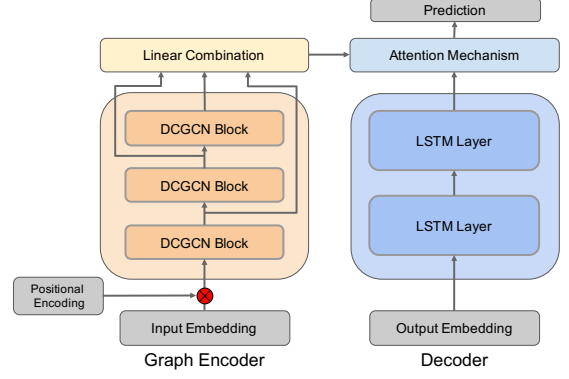 Prediction
Linear Combination
Attention Mechanism
DCGCN Block
DCGCN Block
DCGCN Block
LSTM Layer
LSTM Layer
Positional
Encoding
Input Embedding
Output Embedding
Graph Encoder
Decoder